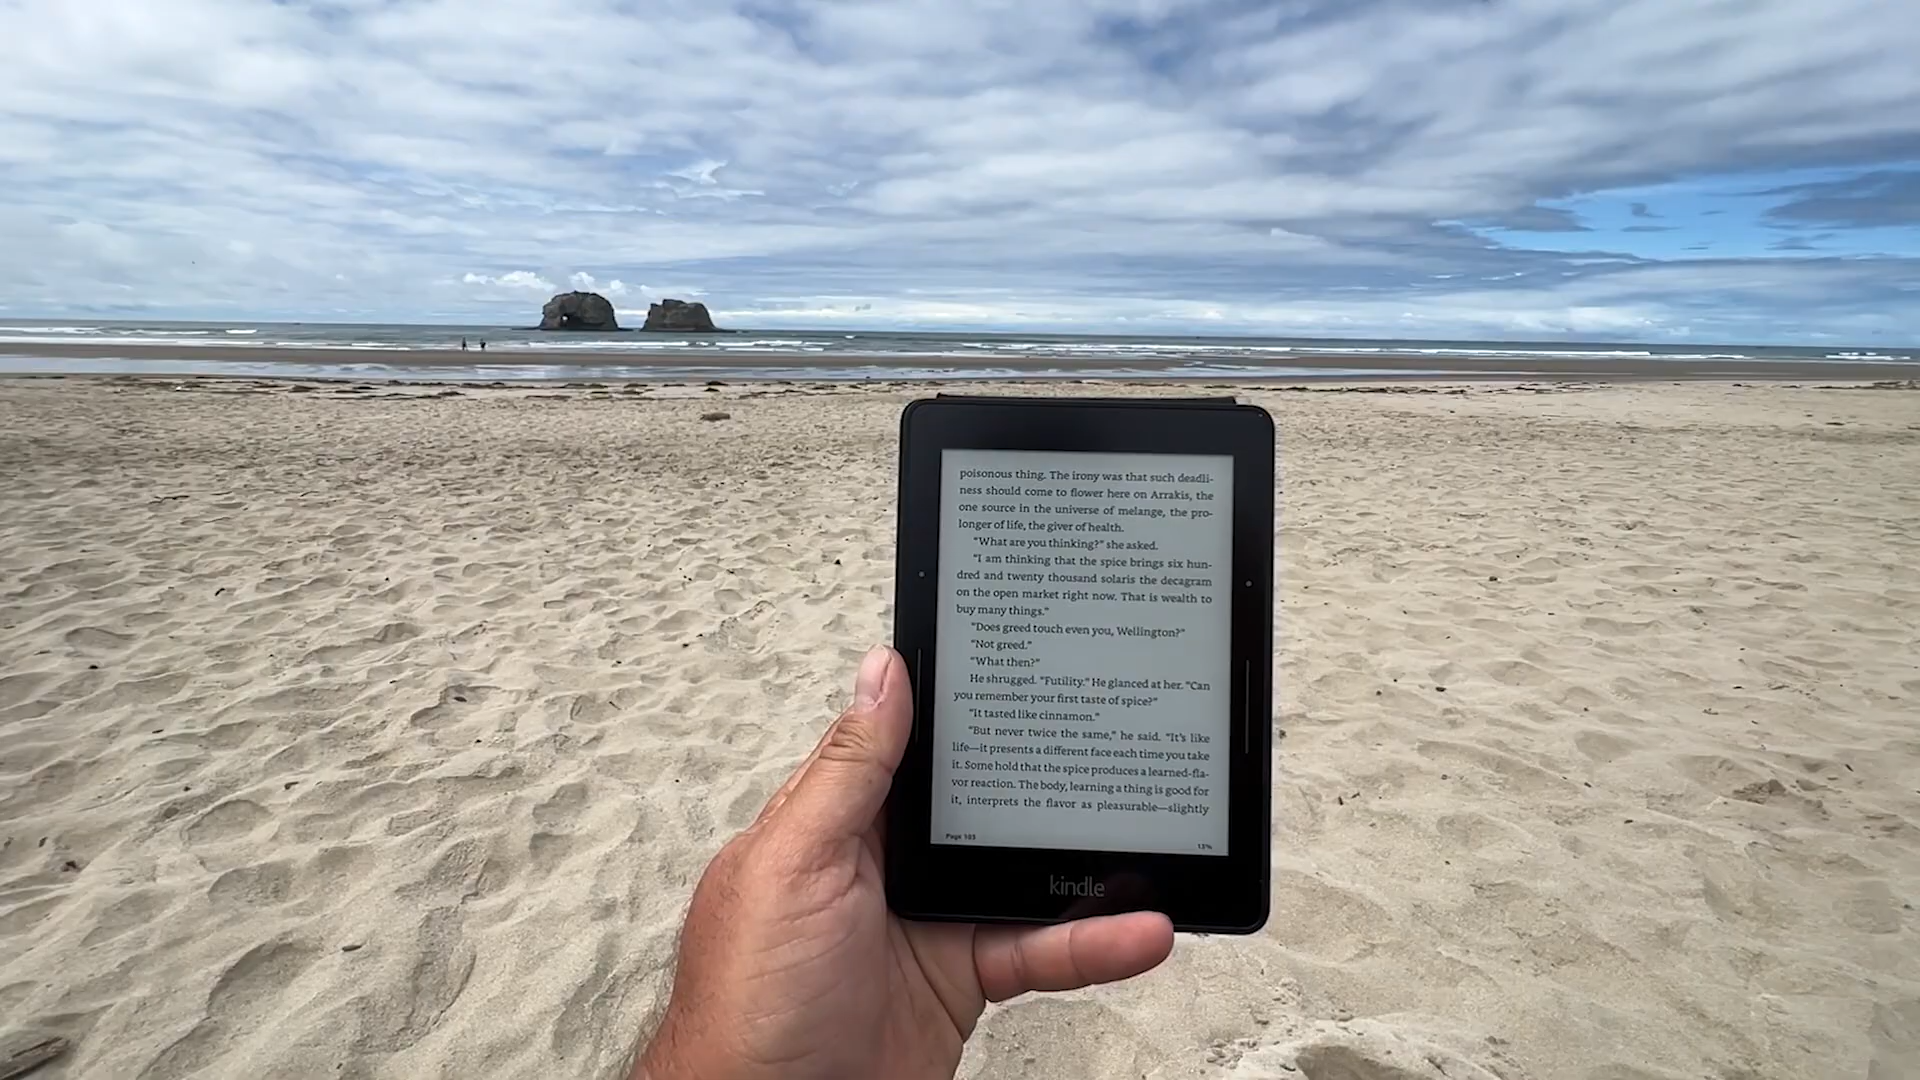 poisonous thing. The irony was that such deadli-
ness should come to flower here on Arrakis, the
one source in the universe of melange, the pro-
longer of life, the giver of health.
“What are you thinking?” she asked.
“I am thinking that the spice brings six hun-
dred and twenty thousand solaris the decagram
on the open market right now. That is wealth to
buy many things.”
“Does greed touch even you, Wellington?”
“Not greed.”
“What then?”
He shrugged. “Futility.” He glanced at her. “Can
you remember your first taste of spice?”
“It tasted like cinnamon.”
“But never twice the same,” he said. “It’s like
life—it presents a different face each time you take
it. Some hold that the spice produces a learned-fla-
vor reaction. The body, learning a thing is good for
it, interprets the flavor as pleasurable—slightly
Page 103
13%
kindle